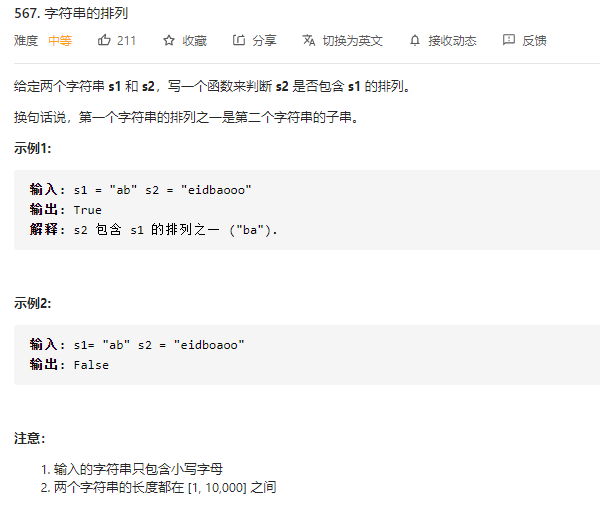 567. 字符串的排列
难度 中等 211 收藏 分享 切换为英文 接收动态 反馈
给定两个字符串 s1 和 s2，写一个函数来判断 s2 是否包含 s1 的排列。
换句话说，第一个字符串的排列之一是第二个字符串的子串。
示例1:
输入: s1 = "ab" s2 = "eidbaooo"
输出: True
解释: s2 包含 s1 的排列之一 ("ba").
示例2:
输入: s1= "ab" s2 = "eidboaoo"
输出: False
注意：
1. 输入的字符串只包含小写字母
2. 两个字符串的长度都在 [1, 10,000] 之间